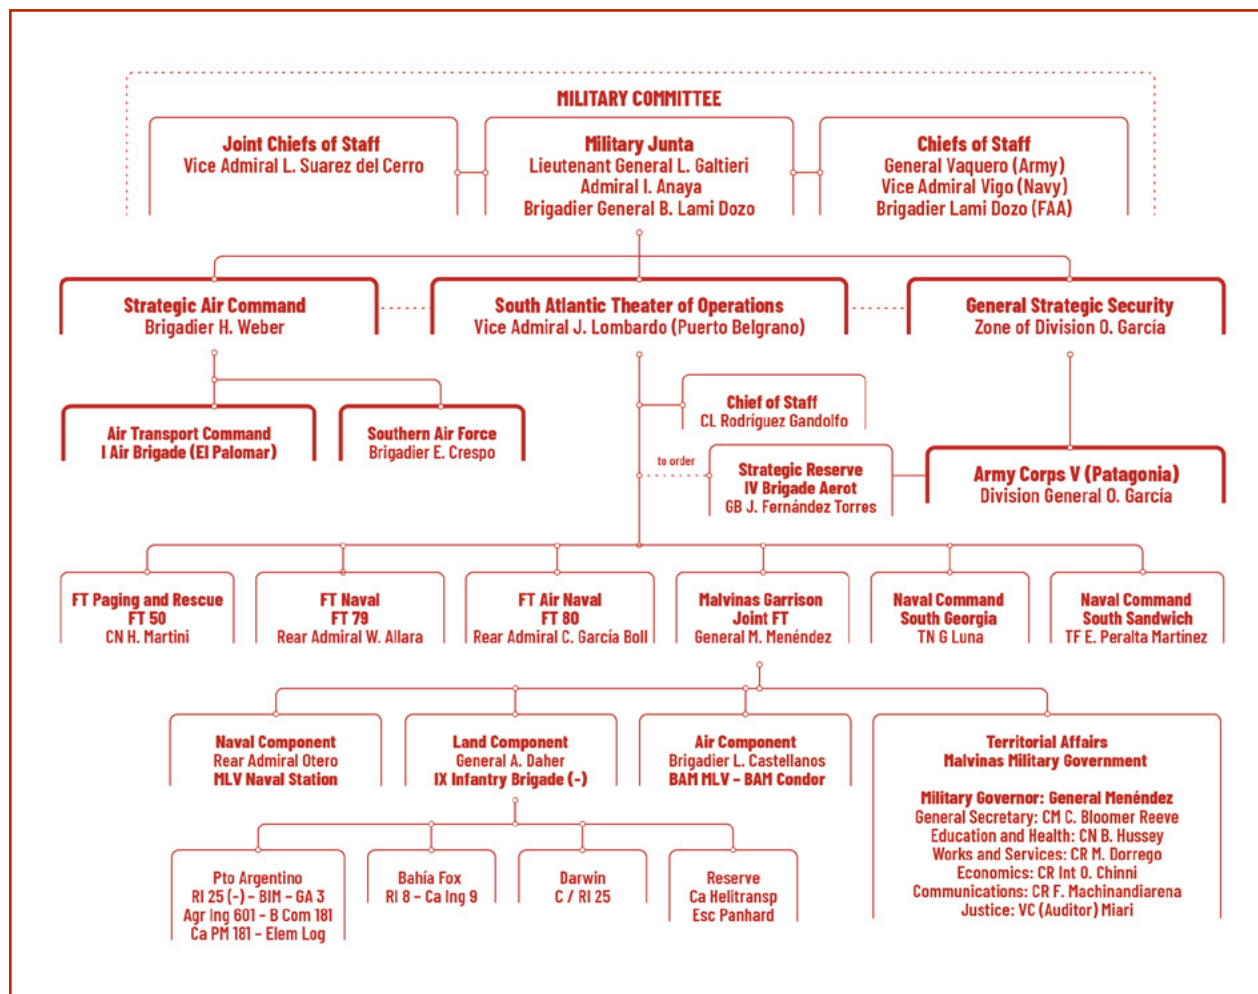 MILITARY COMMITTEE
Joint Chiefs of Staff
Vice Admiral L. Suarez del Cerro
Military Junta
Lieutenant General L. Galtieri
Admiral I. Anaya
Brigadier General B. Lami Dozo
Chiefs of Staff
General Vaquero (Army)
Vice Admiral Vigo (Navy)
Brigadier Lami Dozo (FAA)
Strategic Air Command
Brigadier H. Weber
South Atlantic Theater of Operations
Vice Admiral J. Lombardo (Puerto Belgrano)
General Strategic Security
Zone of Division O. García
Air Transport Command
I Air Brigade (El Palomar)
Southern Air Force
Brigadier E. Crespo
Chief of Staff
CL Rodríguez Gandolfo
to order
Strategic Reserve
IV Brigade Aerot
GB J. Fernández Torres
Army Corps V (Patagonia)
Division General O. García
FT Paging and Rescue
FT 50
CN H. Martini
FT Naval
FT 79
Rear Admiral W. Allara
FT Air Naval
FT 80
Rear Admiral C. García Boll
Malvinas Garrison
Joint FT
General M. Menéndez
Naval Command
South Georgia
TN G Luna
Naval Command
South Sandwich
TF E. Peralta Martínez
Naval Component
Rear Admiral Otero
MLV Naval Station
Land Component
General A. Daher
IX Infantry Brigade (-)
Air Component
Brigadier L. Castellanos
BAM MLV – BAM Condor
Territorial Affairs
Malvinas Military Government
Military Governor: General Menéndez
General Secretary: CM C. Bloomer Reeve
Education and Health: CN B. Hussey
Works and Services: CR M. Dorrego
Economics: CR Int O. Chinni
Communications: CR F. Machinandiarena
Justice: VC (Auditor) Miari
Pto Argentino
RI 25 (-) – BIM – GA 3
Agr Ing 601 – B Com 181
Ca PM 181 – Elem Log
Bahía Fox
RI 8 – Ca Ing 9
Darwin
C / RI 25
Reserve
Ca Helitransp
Esc Panhard